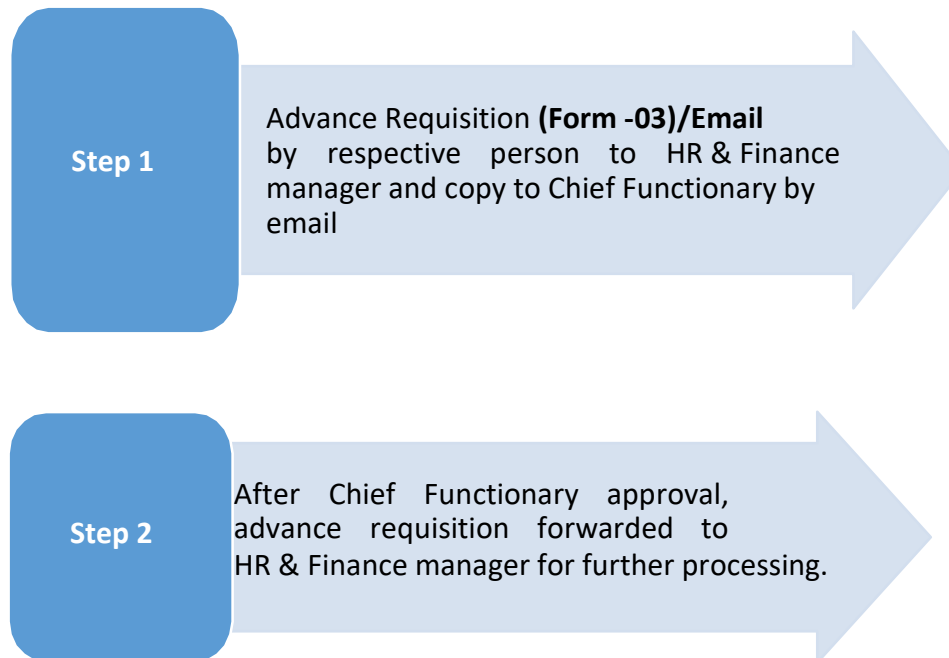 Step 1
Advance Requisition (Form -03)/Email
by respective person to HR & Finance
manager and copy to Chief Functionary by
email
Step 2
After Chief Functionary approval,
advance requisition forwarded to
HR & Finance manager for further processing.